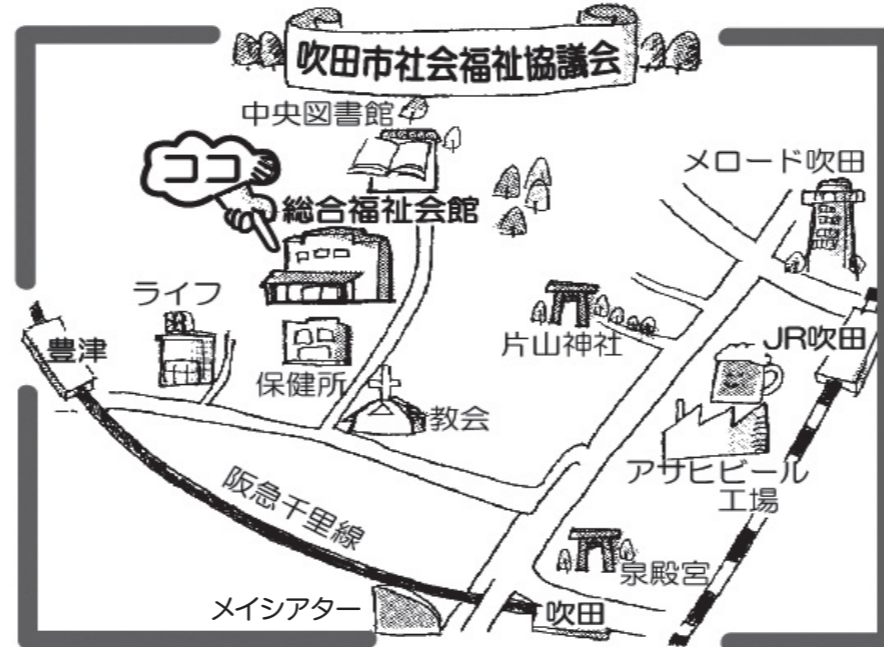 吹田市社会福祉協議会
中央図書館
ココ
総合福祉会館
メロード吹田
ライフ
豊津
保健所
片山神社
JR吹田
教会
アサヒビール
工場
阪急千里線
泉殿宮
メイシアター
吹田